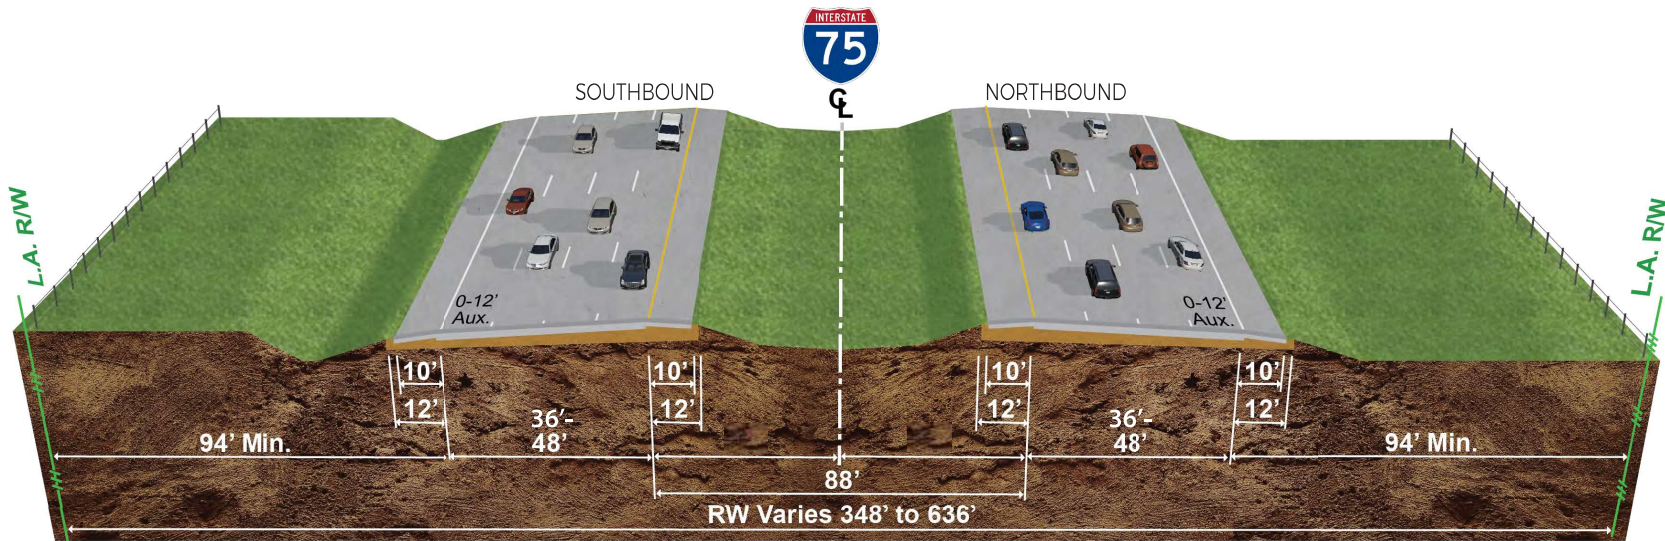 INTERSTATE
75
SOUTHBOUND
CL
NORTHBOUND
L.A. R/W
L.A. R/W
0-12’
Aux.
0-12’
Aux.
10’
10’
10’
10’
12’
12’
12’
12’
94’ Min.
36’-
48’
36’-
48’
94’ Min.
88’
RW Varies 348’ to 636’